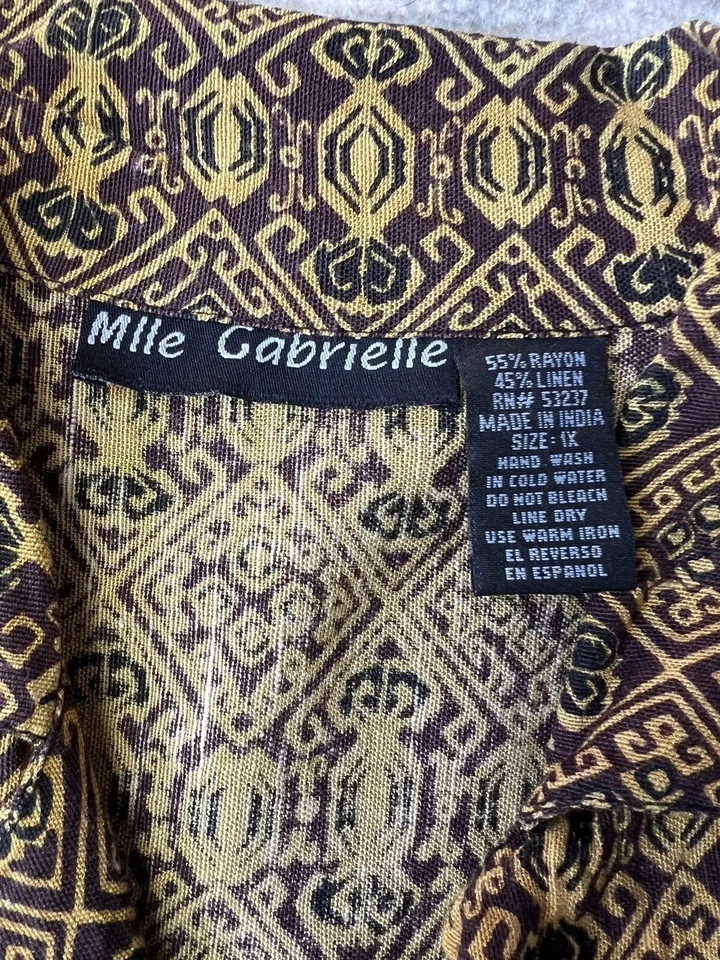 Mlle Gabrielle
55% RAYON
45% LINEN
RN# 53237
MADE IN INDIA
SIZE: 1X
HAND WASH
IN COLD WATER
DO NOT BLEACH
LINE DRY
USE WARM IRON
EL REVERSO
EN ESPANOL